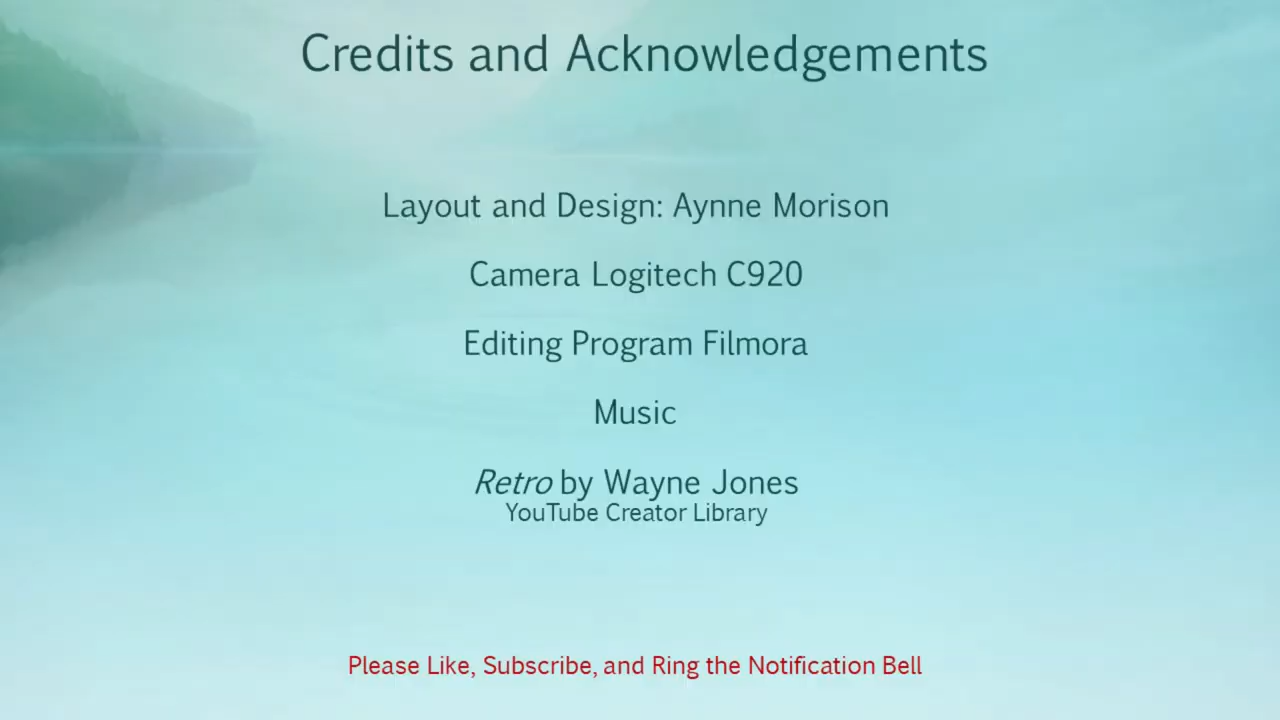 Credits and Acknowledgements
Layout and Design: Aynne Morison
Camera Logitech C920
Editing Program Filmora
Music
Retro by Wayne Jones
YouTube Creator Library
Please Like, Subscribe, and Ring the Notification Bell